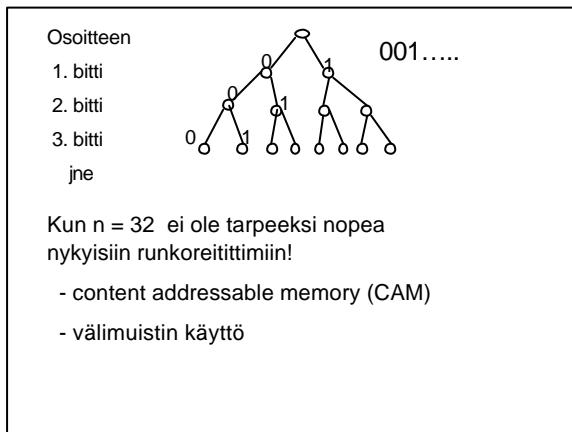 Osoitteen
001…..
0 1
1. bitti
0
2. bitti
1
3. bitti
0 1
jne
Kun n = 32 ei ole tarpeeksi nopea
nykyisiin runkoreitittimiin!
- content addressable memory (CAM)
- välimuistin käyttö